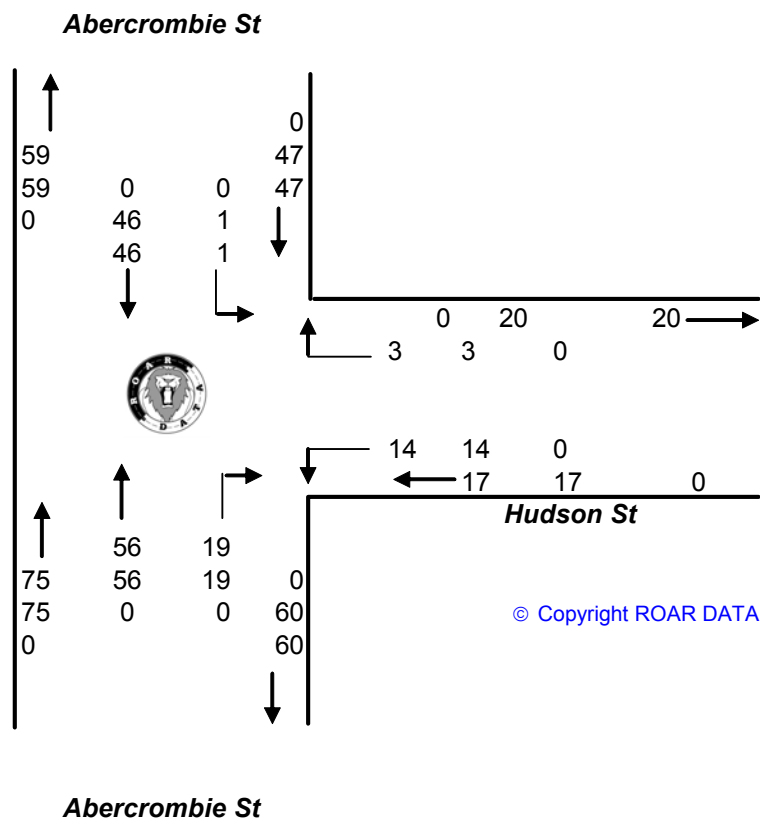 Abercrombie St
0
59 47
59 0 0 47
0 46 1
46 1
0 20 20
3 3 0
ROAR DATA
14 14 0
17 17 0
Hudson St
56 19
75 56 19 0
75 0 0 60
© Copyright ROAR DATA
0 60
Abercrombie St